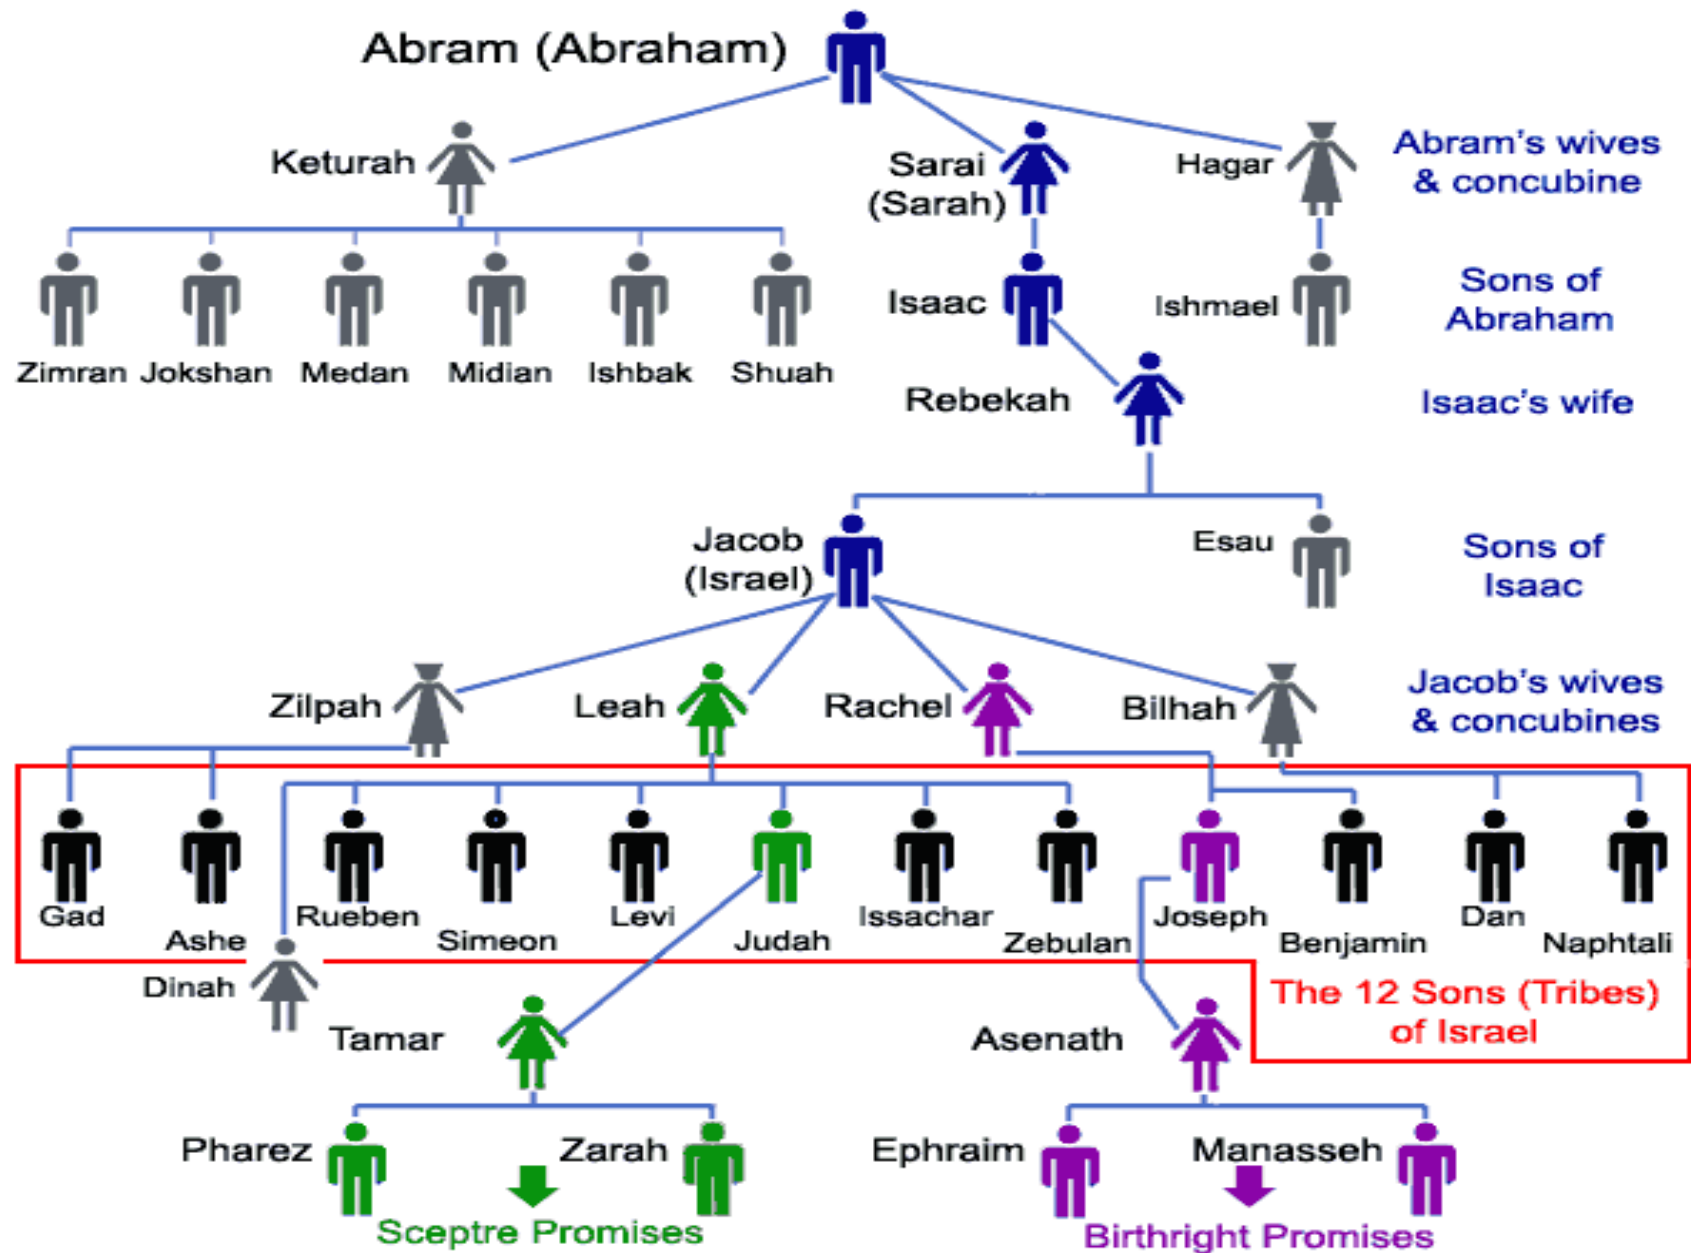 Abram (Abraham)
Keturah
Sarai
(Sarah)
Hagar
Abram's wives
& concubine
Zimran
Jokshan
Medan
Midian
Ishbak
Shuah
Isaac
Ishmael
Sons of
Abraham
Rebekah
Isaac's wife
Jacob
(Israel)
Esau
Sons of
Isaac
Zilpah
Leah
Rachel
Bilhah
Jacob's wives
& concubines
Gad
Ashe
Rueben
Simeon
Levi
Judah
Issachar
Zebulan
Joseph
Benjamin
Dan
Naphtali
Dinah
The 12 Sons (Tribes)
of Israel
Tamar
Asenath
Pharez
Zarah
Ephraim
Manasseh
Sceptre Promises
Birthright Promises